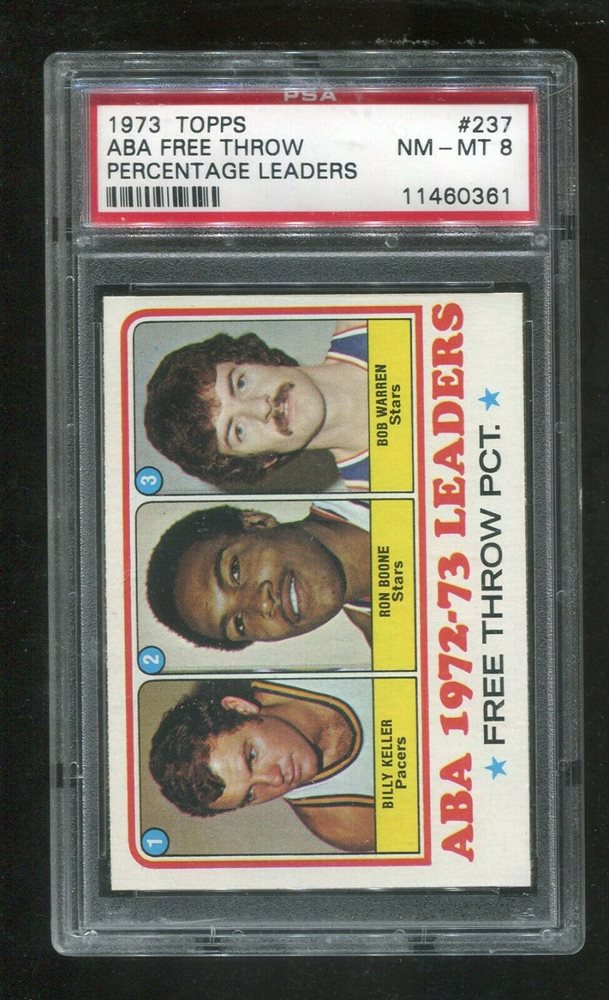 PSA
1973 TOPPS #237
ABA FREE THROW NM - MT 8
PERCENTAGE LEADERS
11460361
1
BILLY KELLER
Pacers
2
RON BOONE
Stars
3
BOB WARREN
Stars
ABA 1972-73 LEADERS
★ FREE THROW PCT. ★